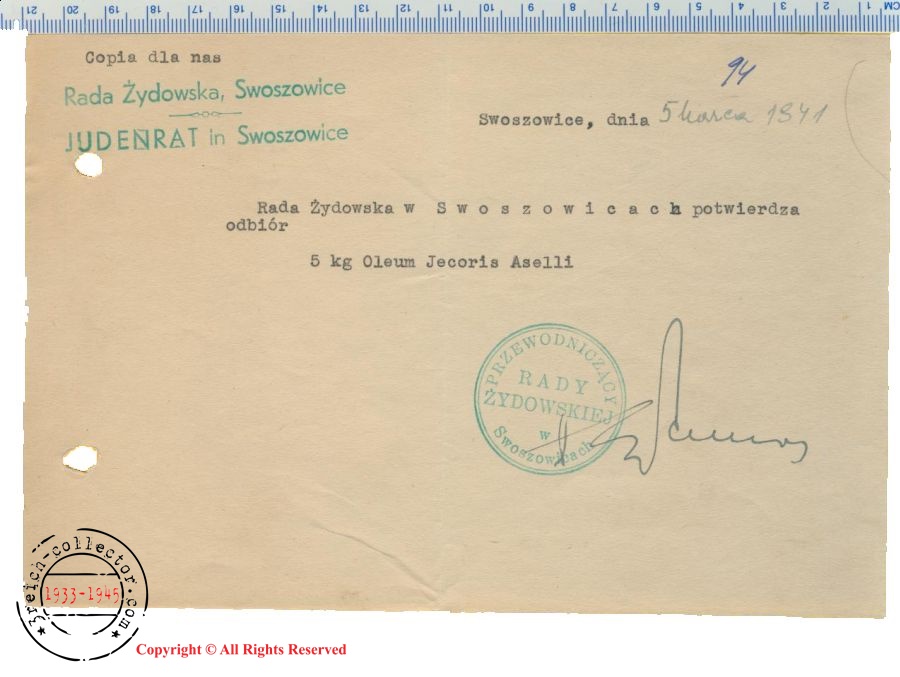 CM 1 2 3 4 5 6 7 8 9 10 11 12 13 14 15 16 17 18 19 20 21
Copia dla nas
Rada Żydowska, Swoszowice
JUDENRAT in Swoszowice
94
Swoszowice, dnia 5 marca 1941
Rada Żydowska w S w o s z o w i c a c h potwierdza
odbiór
5 kg Oleum Jecoris Aselli
PRZEWODNICZĄCY
RADY
ŻYDOWSKIEJ
w
Swoszowicach
3reich-collector.com
1933-1945
Copyright © All Rights Reserved